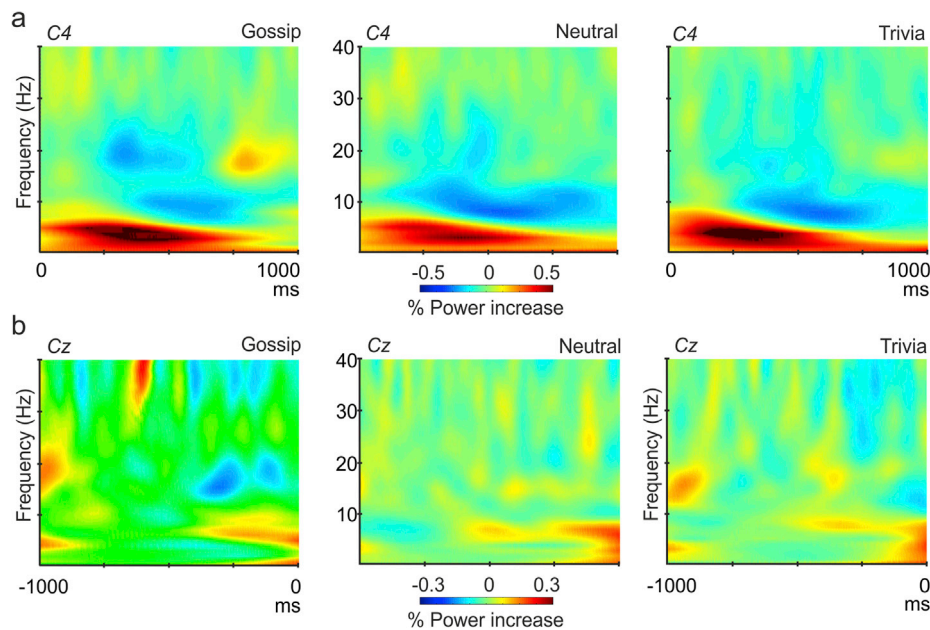 a
C4 Gossip
C4 Neutral
C4 Trivia
Frequency (Hz)
40
30
20
10
0 1000
ms
-0.5 0 0.5
% Power increase
0 1000
ms
b
Cz Gossip
Cz Neutral
Cz Trivia
Frequency (Hz)
40
30
20
10
Frequency (Hz)
-1000 0
ms
-0.3 0 0.3
% Power increase
-1000 0
ms